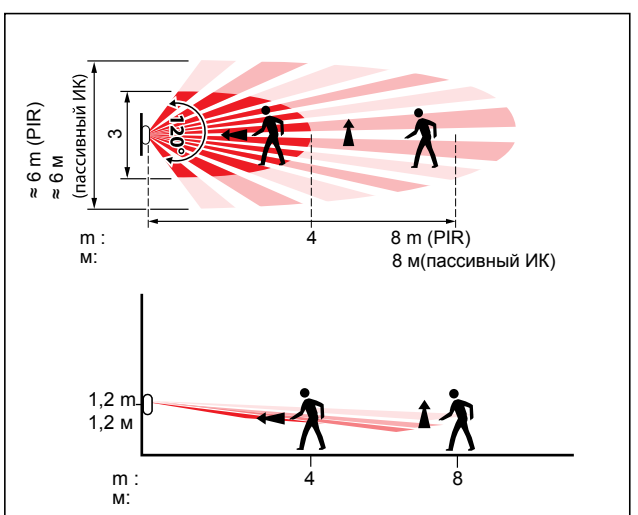 ≈ 6 m (PIR)
≈ 6 м
(пассивный ИК)
3
120°
m :
4
8 m (PIR)
м:
8 м(пассивный ИК)
1,2 m
1,2 м
m :
4
8
м: